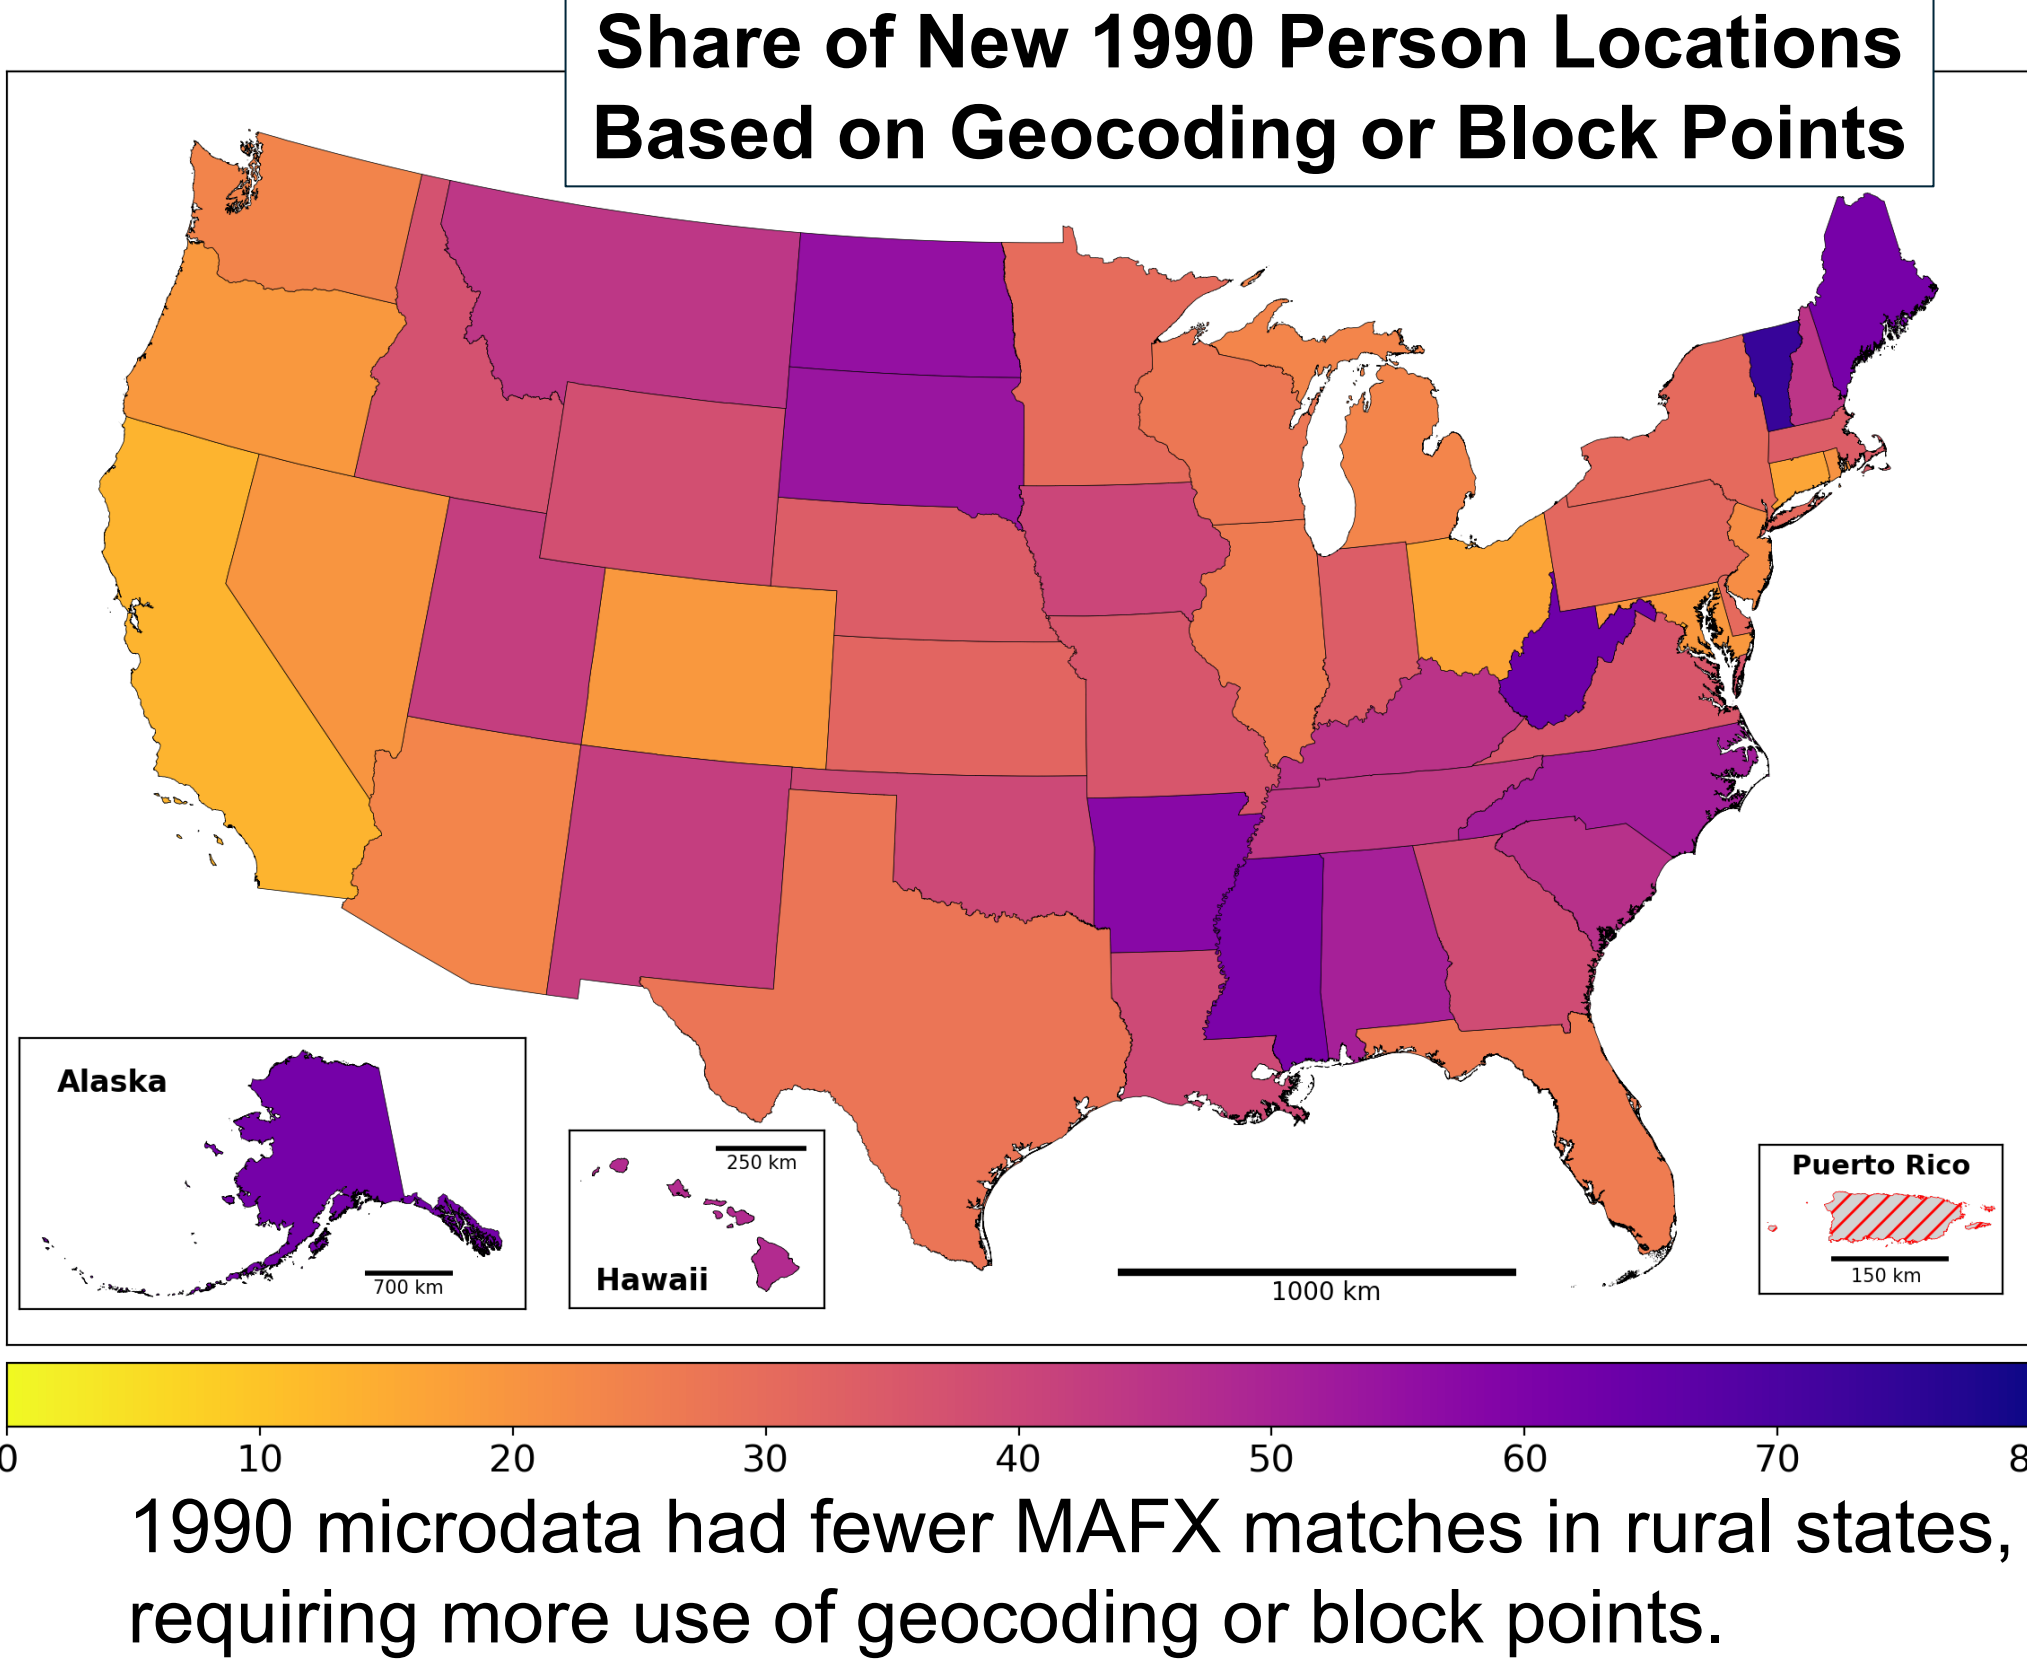 Share of New 1990 Person Locations
Based on Geocoding or Block Points
Alaska
700 km
250 km
Hawaii
1000 km
Puerto Rico
150 km
0 10 20 30 40 50 60 70 8
1990 microdata had fewer MAFX matches in rural states,
requiring more use of geocoding or block points.